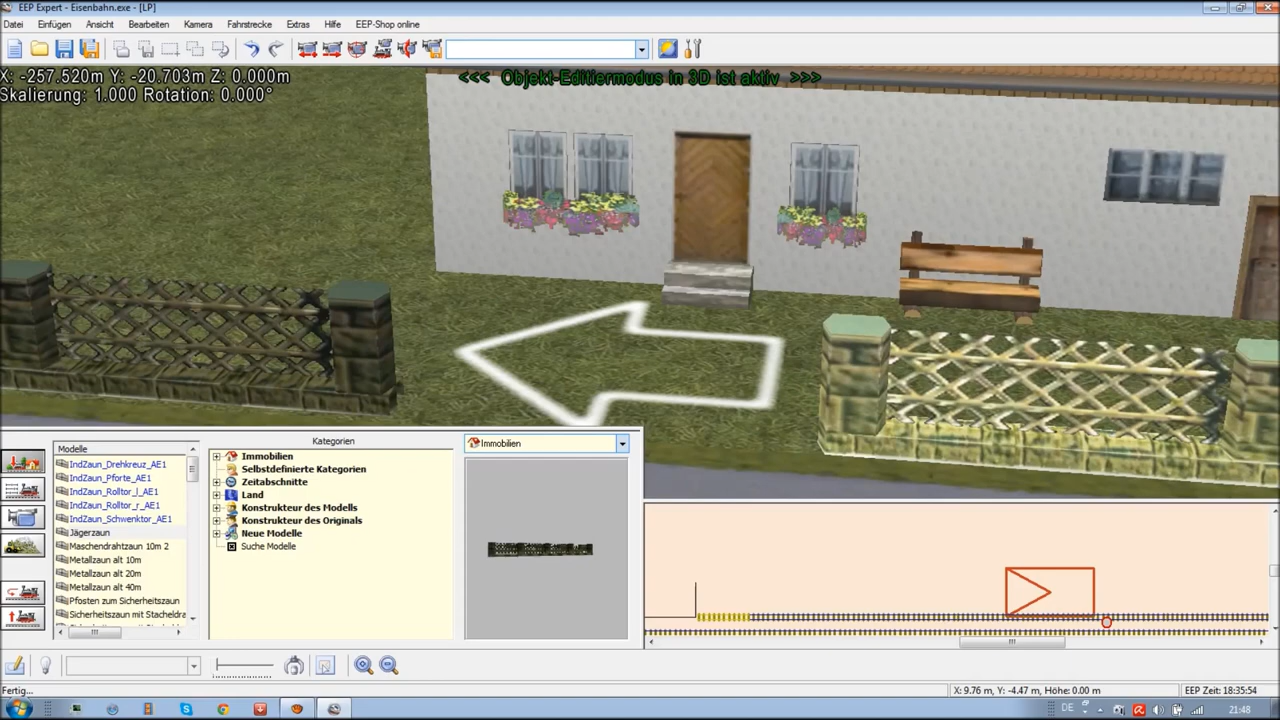 EEP Expert - Eisenbahn.exe - [LP]
Datei Einfügen Ansicht Bearbeiten Kamera Fahrstrecke Extras Hilfe EEP-Shop online
X: -257.520m Y: -20.703m Z: 0.000m
<<< Objekt-Editiermodus in 3D ist aktiv >>>
Skalierung: 1.000 Rotation: 0.000°
Modelle
IndZaun_Drehkreuz_AE1
IndZaun_Pforte_AE1
IndZaun_Rolltor_l_AE1
IndZaun_Rolltor_r_AE1
IndZaun_Schwenktor_AE1
Jägerzaun
Maschendrahtzaun 10m 2
Metallzaun alt 10m
Metallzaun alt 20m
Metallzaun alt 40m
Pfosten zum Sicherheitszaun
Sicherheitszaun mit Stacheldra
Kategorien
Immobilien
Selbstdefinierte Kategorien
Zeitabschnitte
Land
Konstrukteur des Modells
Konstrukteur des Originals
Neue Modelle
Suche Modelle
Immobilien
Fertig...
X: 9.76 m, Y: -4.47 m, Höhe: 0.00 m
EEP Zeit: 18:35:54
DE
21:48